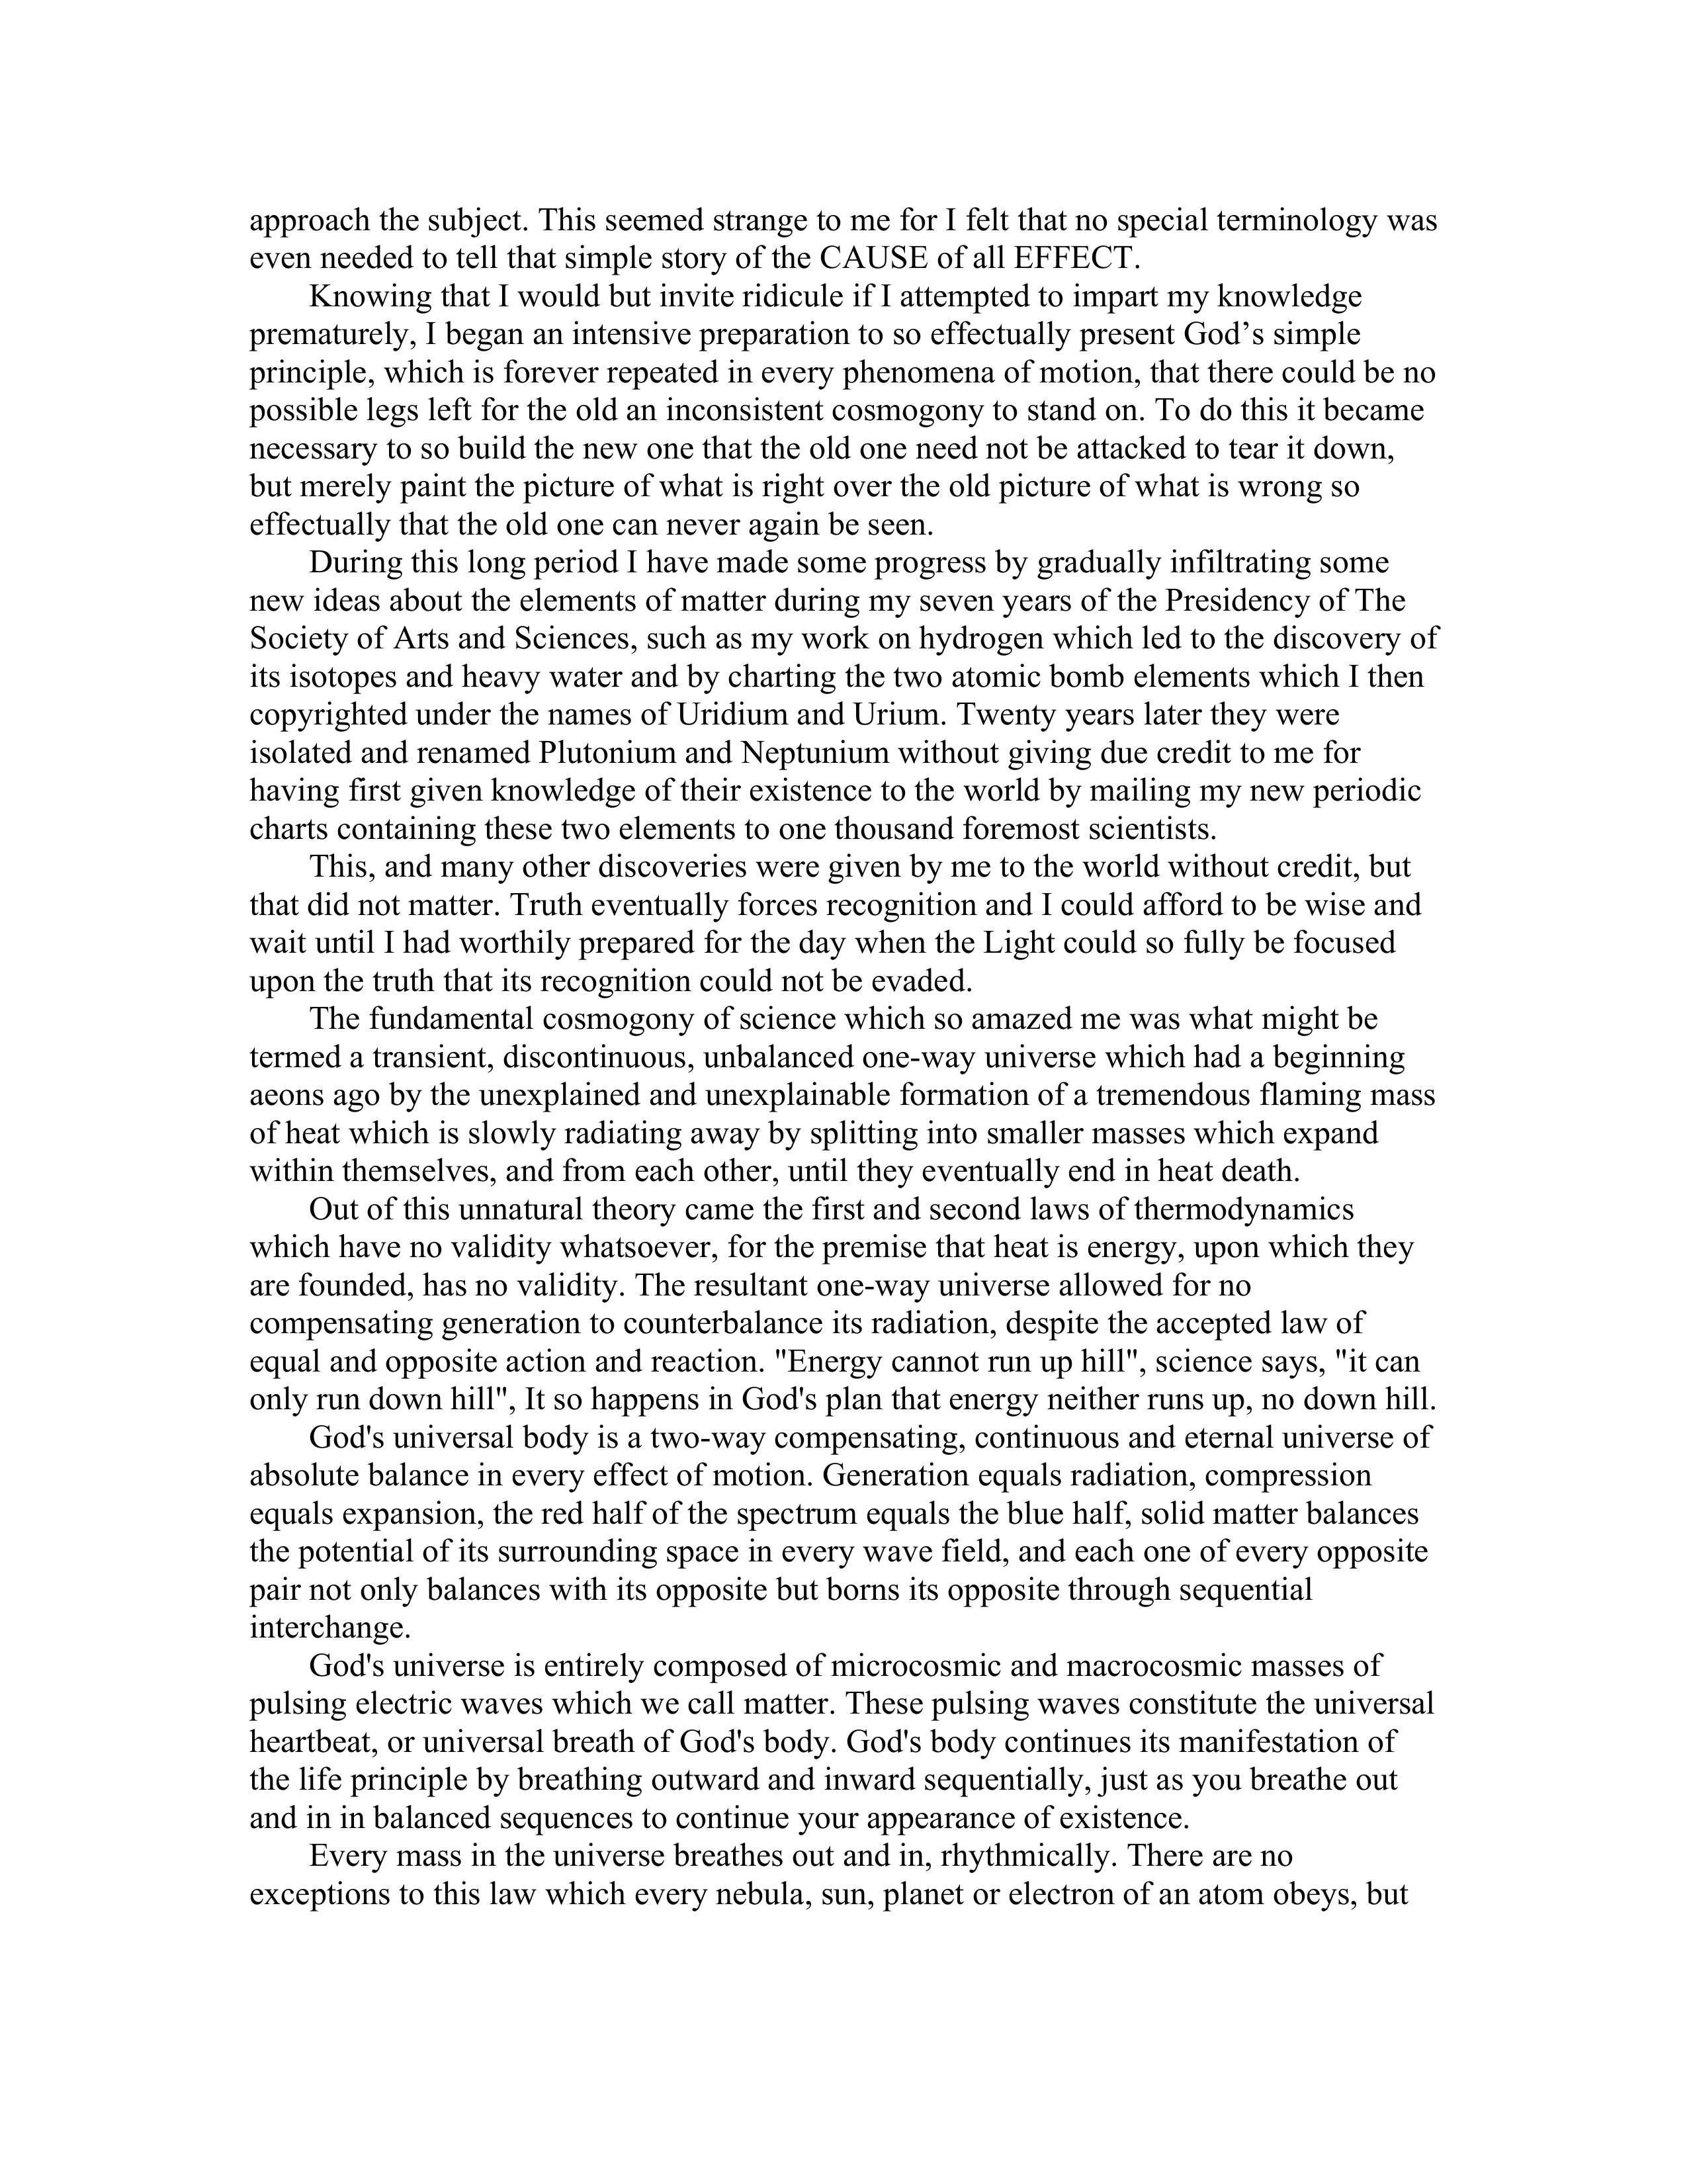 approach the subject. This seemed strange to me for I felt that no special terminology was
even needed to tell that simple story of the CAUSE of all EFFECT.
Knowing that I would but invite ridicule if I attempted to impart my knowledge
prematurely, I began an intensive preparation to so effectually present God’s simple
principle, which is forever repeated in every phenomena of motion, that there could be no
possible legs left for the old an inconsistent cosmogony to stand on. To do this it became
necessary to so build the new one that the old one need not be attacked to tear it down,
but merely paint the picture of what is right over the old picture of what is wrong so
effectually that the old one can never again be seen.
During this long period I have made some progress by gradually infiltrating some
new ideas about the elements of matter during my seven years of the Presidency of The
Society of Arts and Sciences, such as my work on hydrogen which led to the discovery of
its isotopes and heavy water and by charting the two atomic bomb elements which I then
copyrighted under the names of Uridium and Urium. Twenty years later they were
isolated and renamed Plutonium and Neptunium without giving due credit to me for
having first given knowledge of their existence to the world by mailing my new periodic
charts containing these two elements to one thousand foremost scientists.
This, and many other discoveries were given by me to the world without credit, but
that did not matter. Truth eventually forces recognition and I could afford to be wise and
wait until I had worthily prepared for the day when the Light could so fully be focused
upon the truth that its recognition could not be evaded.
The fundamental cosmogony of science which so amazed me was what might be
termed a transient, discontinuous, unbalanced one-way universe which had a beginning
aeons ago by the unexplained and unexplainable formation of a tremendous flaming mass
of heat which is slowly radiating away by splitting into smaller masses which expand
within themselves, and from each other, until they eventually end in heat death.
Out of this unnatural theory came the first and second laws of thermodynamics
which have no validity whatsoever, for the premise that heat is energy, upon which they
are founded, has no validity. The resultant one-way universe allowed for no
compensating generation to counterbalance its radiation, despite the accepted law of
equal and opposite action and reaction. "Energy cannot run up hill", science says, "it can
only run down hill", It so happens in God's plan that energy neither runs up, no down hill.
God's universal body is a two-way compensating, continuous and eternal universe of
absolute balance in every effect of motion. Generation equals radiation, compression
equals expansion, the red half of the spectrum equals the blue half, solid matter balances
the potential of its surrounding space in every wave field, and each one of every opposite
pair not only balances with its opposite but borns its opposite through sequential
interchange.
God's universe is entirely composed of microcosmic and macrocosmic masses of
pulsing electric waves which we call matter. These pulsing waves constitute the universal
heartbeat, or universal breath of God's body. God's body continues its manifestation of
the life principle by breathing outward and inward sequentially, just as you breathe out
and in in balanced sequences to continue your appearance of existence.
Every mass in the universe breathes out and in, rhythmically. There are no
exceptions to this law which every nebula, sun, planet or electron of an atom obeys, but